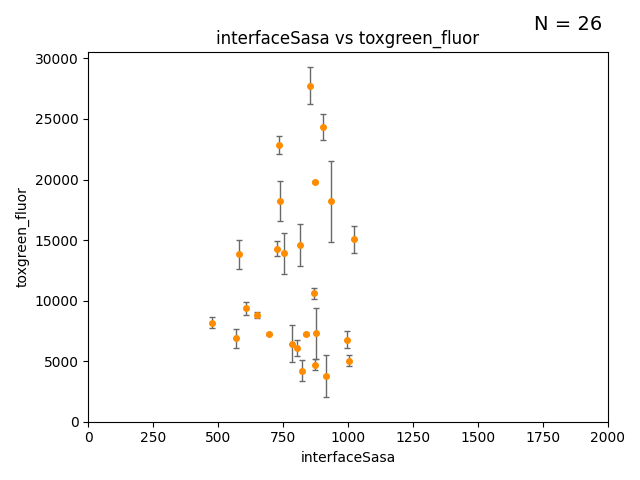 N = 26
interfaceSasa vs toxgreen_fluor
30000
25000
20000
15000
10000
5000
0
toxgreen_fluor
0 250 500 750 1000 1250 1500 1750 2000
interfaceSasa